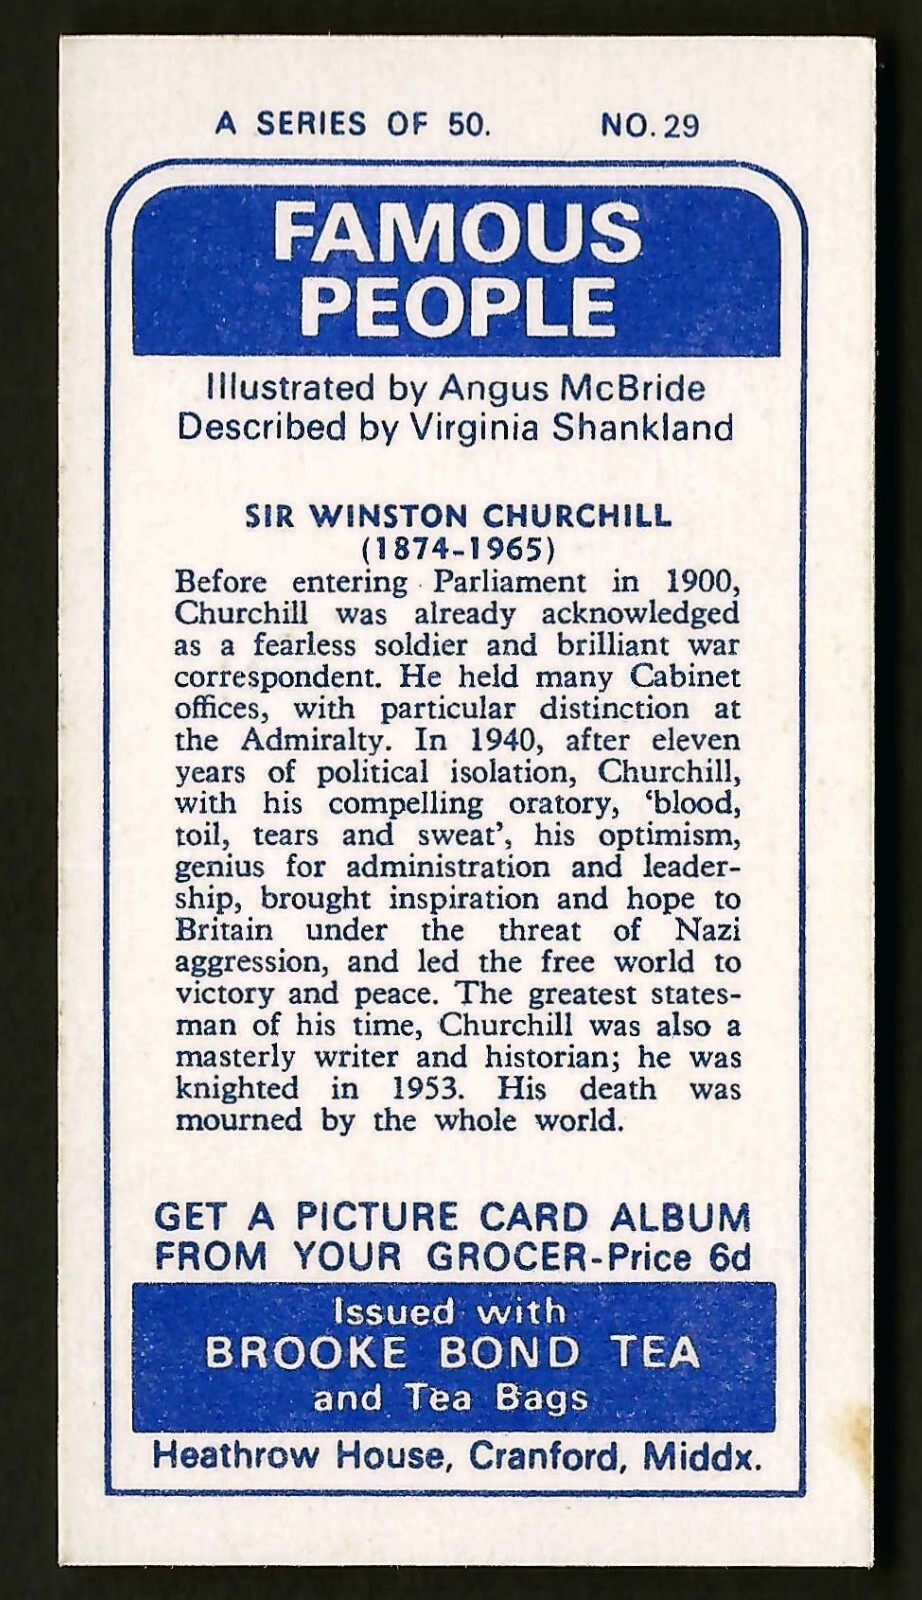 A SERIES OF 50. NO. 29
FAMOUS
PEOPLE
Illustrated by Angus McBride
Described by Virginia Shankland
SIR WINSTON CHURCHILL
(1874-1965)
Before entering Parliament in 1900,
Churchill was already acknowledged
as a fearless soldier and brilliant war
correspondent. He held many Cabinet
offices, with particular distinction at
the Admiralty. In 1940, after eleven
years of political isolation, Churchill,
with his compelling oratory, ‘blood,
toil, tears and sweat’, his optimism,
genius for administration and leader-
ship, brought inspiration and hope to
Britain under the threat of Nazi
aggression, and led the free world to
victory and peace. The greatest states-
man of his time, Churchill was also a
masterly writer and historian; he was
knighted in 1953. His death was
mourned by the whole world.
GET A PICTURE CARD ALBUM
FROM YOUR GROCER-Price 6d
Issued with
BROOKE BOND TEA
and Tea Bags
Heathrow House, Cranford, Middx.